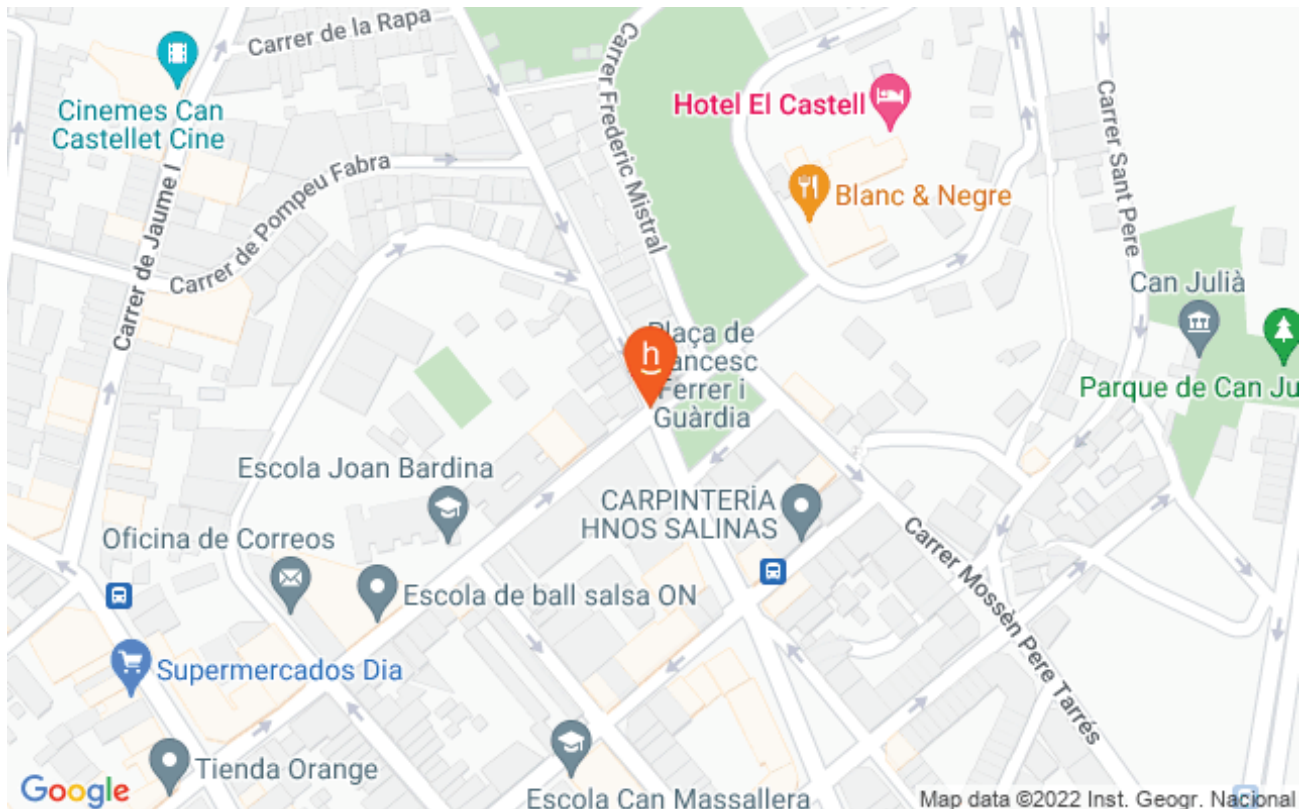 Carrer de la Rapa
Cinemes Can
Castellet Cine
Carrer Frederic Mistral
Hotel El Castell
Blanc & Negre
Carrer Sant Pere
Carrer de Jaume I
Carrer de Pompeu Fabra
Can Julià
Parque de Can Ju
h
Plaça de
ancesc
Ferrer i
Guàrdia
Escola Joan Bardina
CARPINTERÍA
HNOS SALINAS
Oficina de Correos
Escola de ball salsa ON
Carrer Mossèn Pere Tarrés
Supermercados Dia
Tienda Orange
Escola Can Massallera
Google
Map data ©2022 Inst. Geogr. Nacional